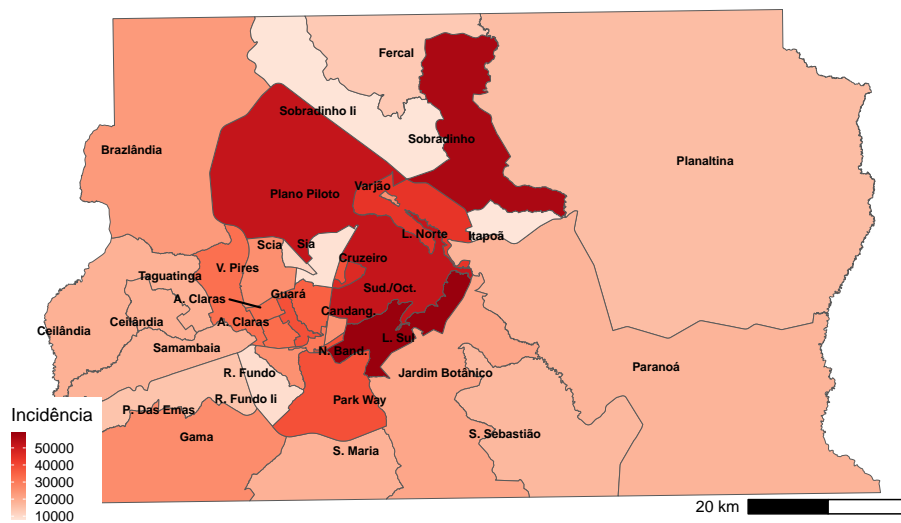 Fercal
Sobradinho Ii
Sobradinho
Brazlândia
Planaltina
Varjão
Plano Piloto
L. Norte
Itapoã
Scia
Sia
Cruzeiro
V. Pires
Taguatinga
Guará
Sud./Oct.
A. Claras
Candang.
Ceilândia
Ceilândia
A. Claras
L. Sul
Samambaia
N. Band.
R. Fundo
Jardim Botânico
Paranoá
R. Fundo Ii
Park Way
P. Das Emas
Gama
S. Sebastião
S. Maria
Incidência
50000
40000
30000
20000
10000
20 km